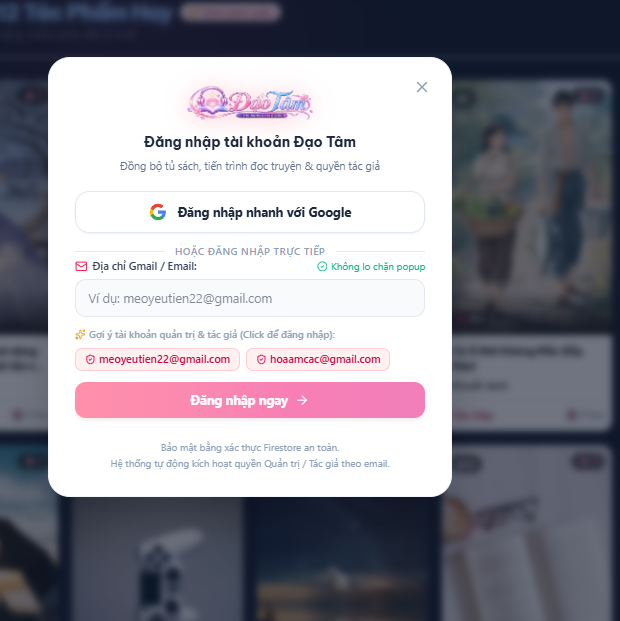 12 Tác Phẩm Hay
Đạo Tâm
Đăng nhập tài khoản Đạo Tâm
Đồng bộ tủ sách, tiến trình đọc truyện & quyền tác giả
Đăng nhập nhanh với Google
HOẶC ĐĂNG NHẬP TRỰC TIẾP
Địa chỉ Gmail / Email:
Không lo chặn popup
Ví dụ: meoyeutien22@gmail.com
Gợi ý tài khoản quản trị & tác giả (Click để đăng nhập):
meoyeutien22@gmail.com
hoaamcac@gmail.com
Đăng nhập ngay →
Bảo mật bằng xác thực Firestore an toàn.
Hệ thống tự động kích hoạt quyền Quản trị / Tác giả theo email.